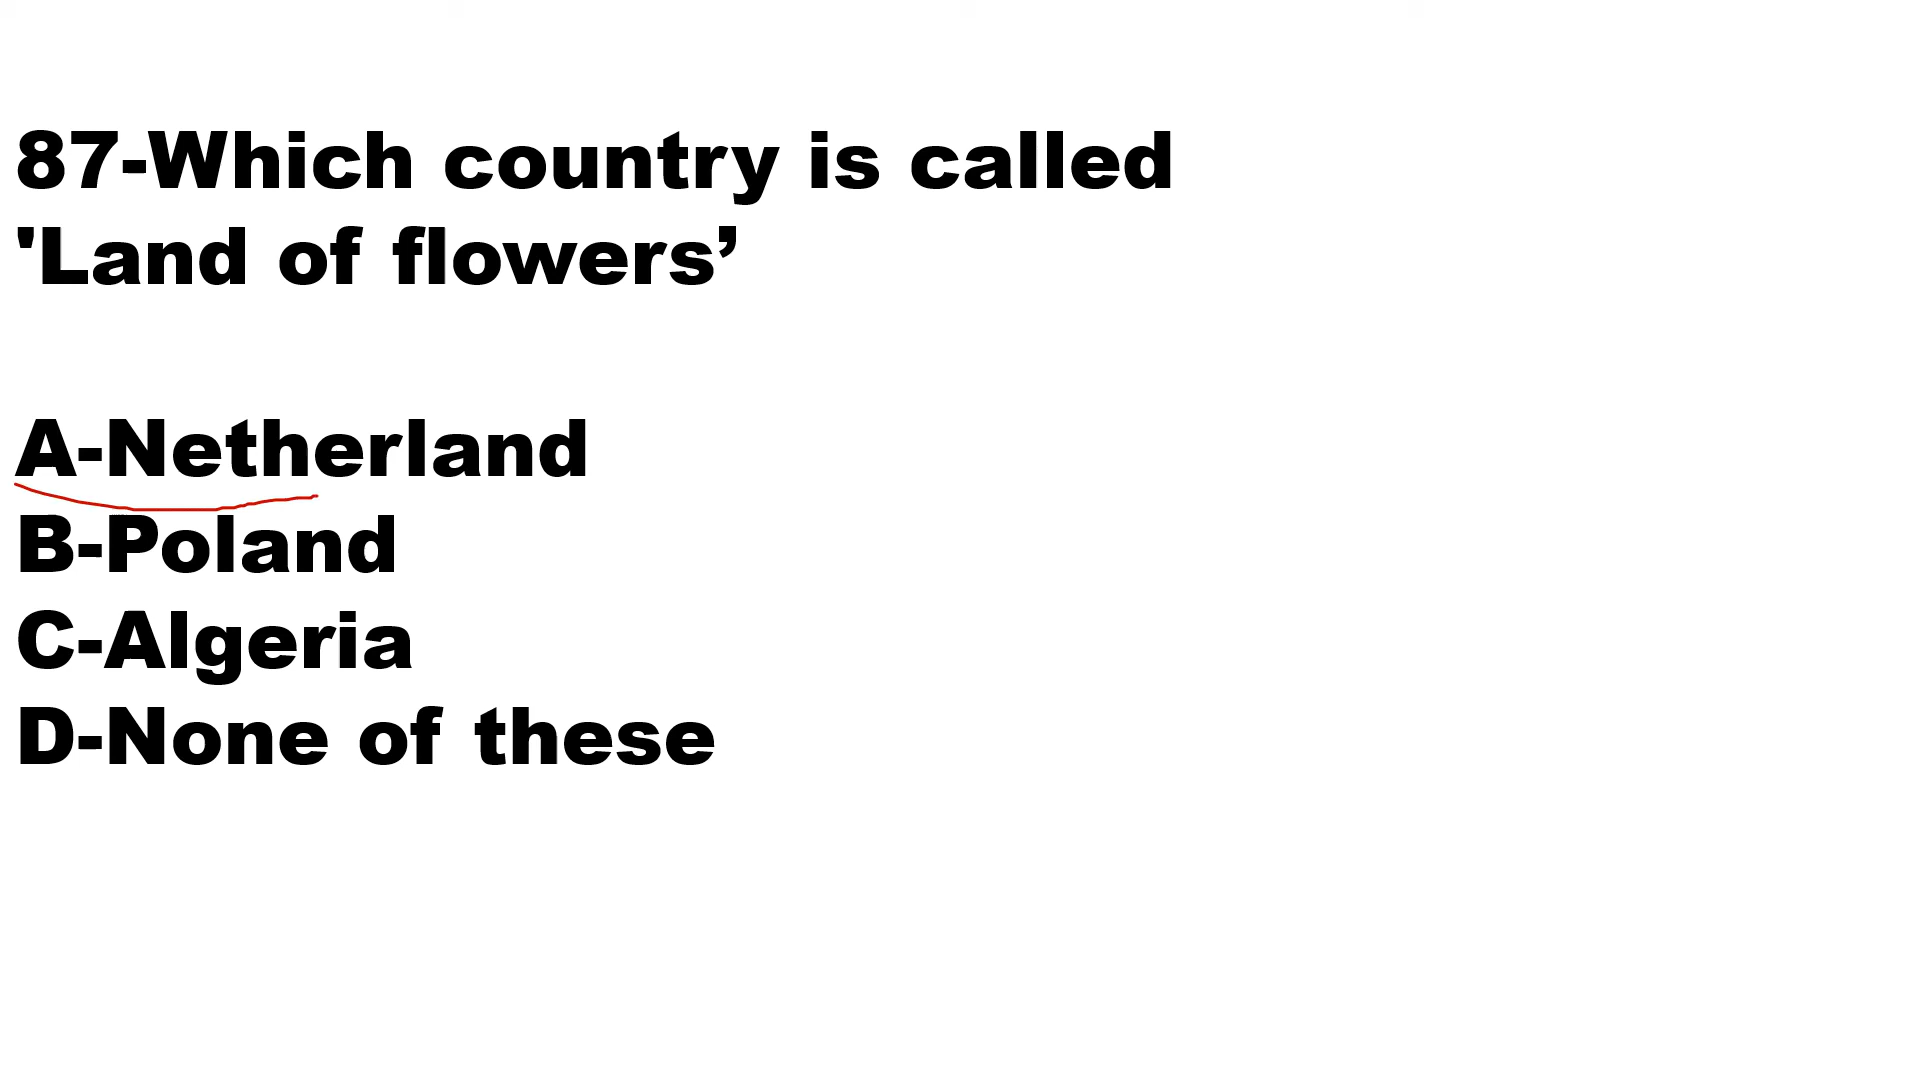 87-Which country is called
'Land of flowers’
A-Netherland
B-Poland
C-Algeria
D-None of these